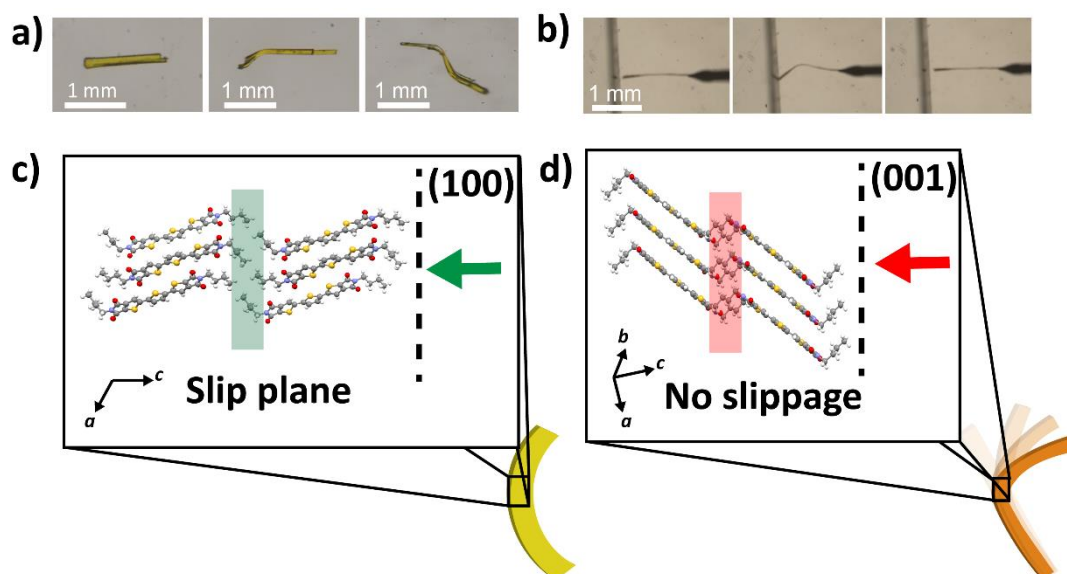 a)
1 mm
1 mm
1 mm
b)
1 mm
c)
(100)
Slip plane
c
a
d)
(001)
No slippage
b
c
a